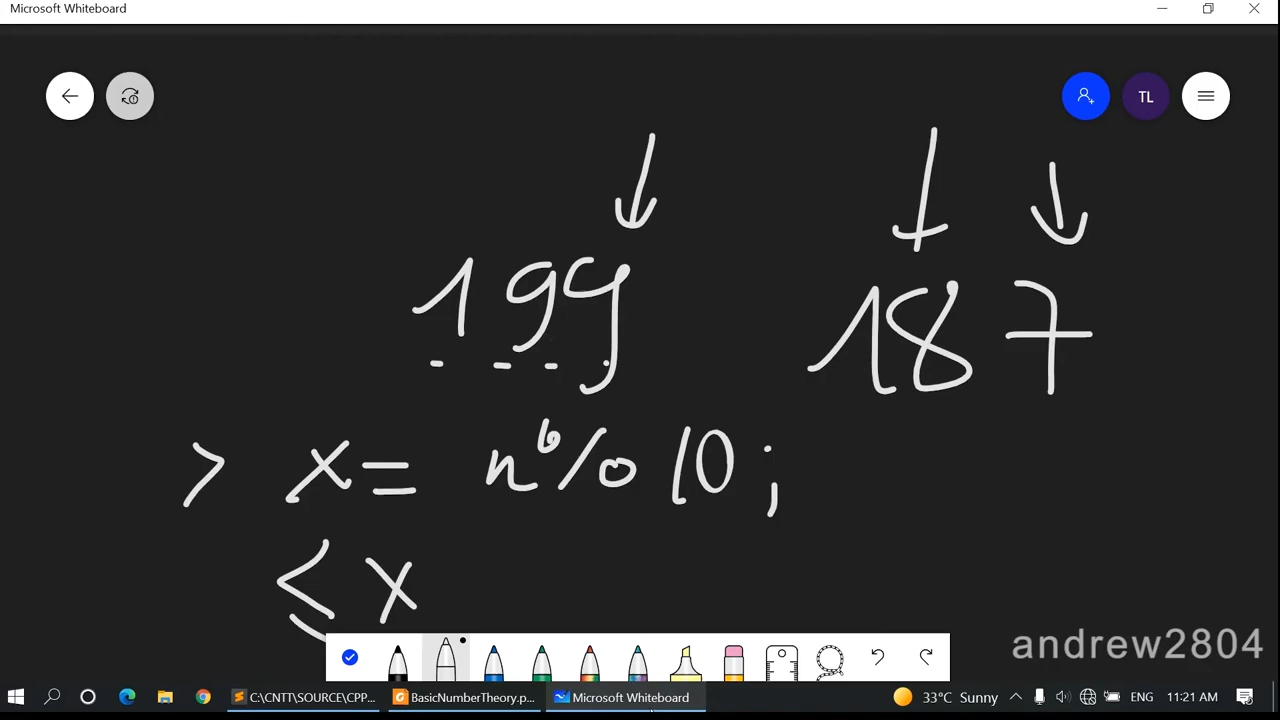 Microsoft Whiteboard
TL
199 187
> x = n % 10 ;
≤ x
andrew2804
C:\CNTT\SOURCE\CPP... BasicNumberTheory.p... Microsoft Whiteboard 33°C Sunny ENG 11:21 AM